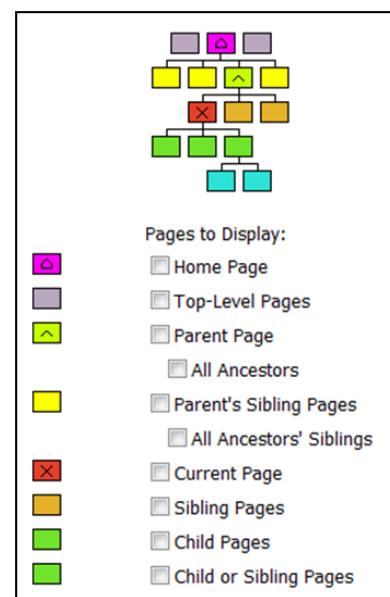 Pages to Display:
Home Page
Top-Level Pages
Parent Page
All Ancestors
Parent's Sibling Pages
All Ancestors' Siblings
Current Page
Sibling Pages
Child Pages
Child or Sibling Pages